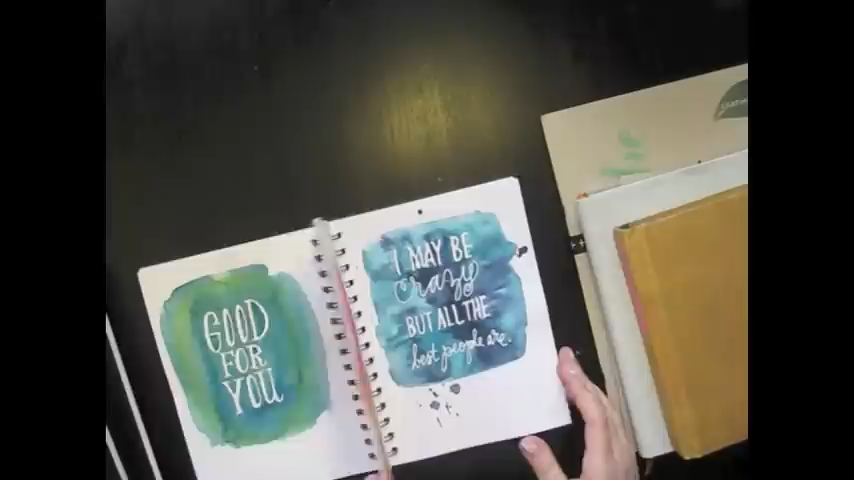 GOOD
FOR
YOU
I MAY BE
crazy
BUT ALL THE
best people are.